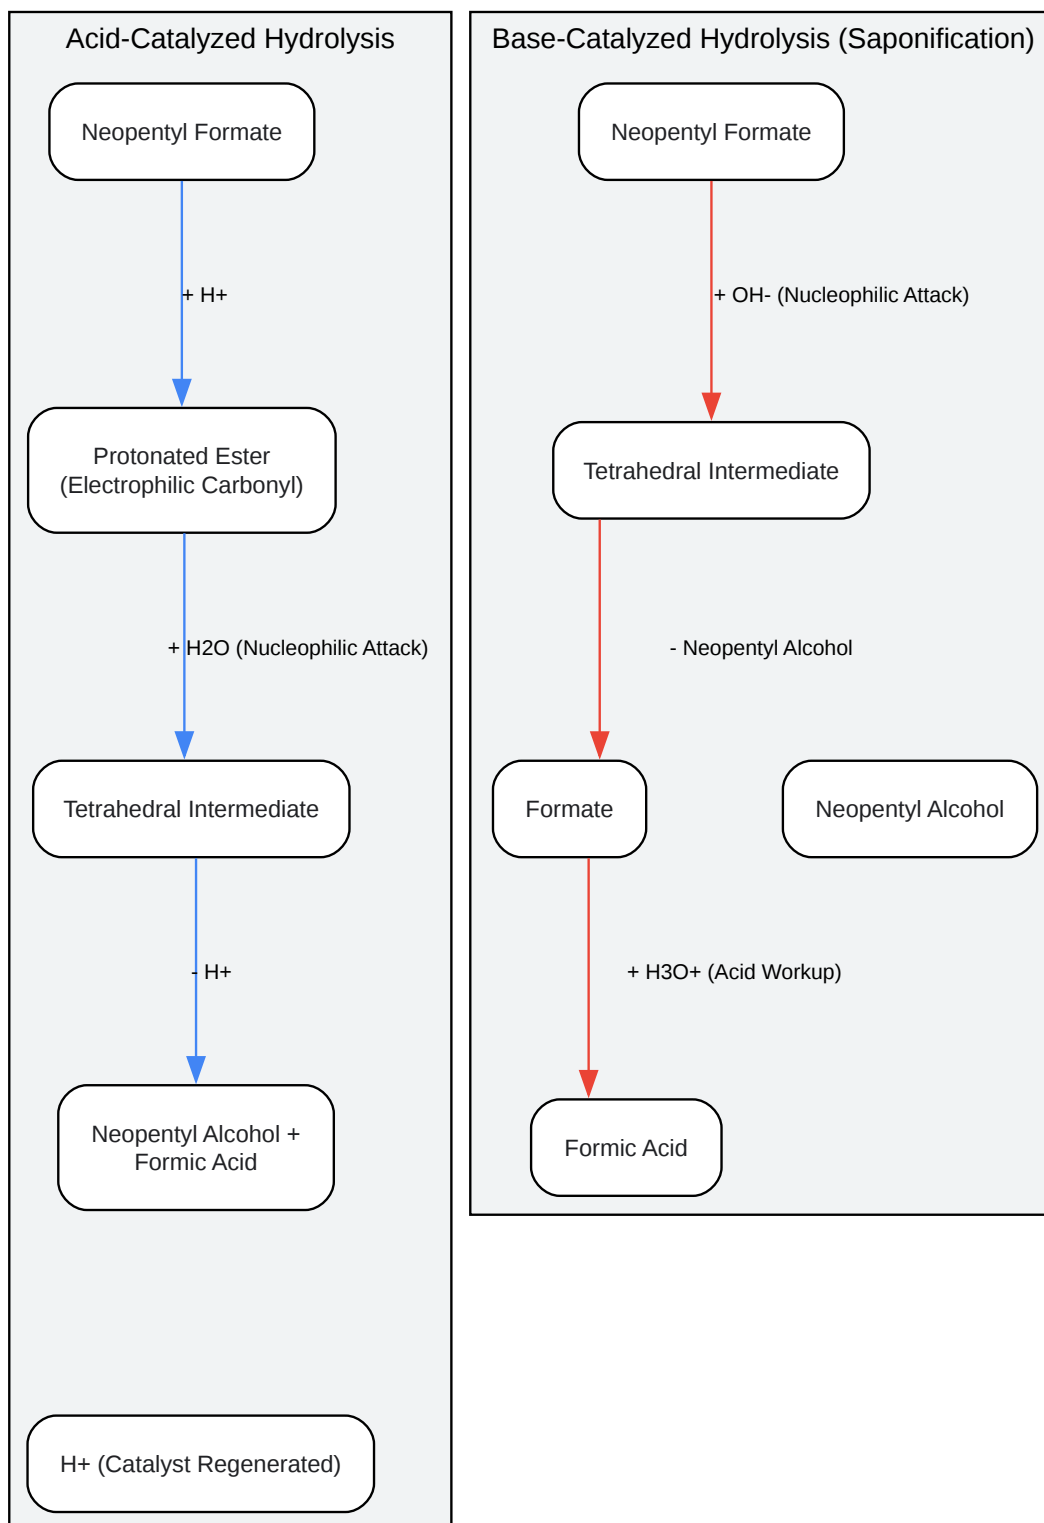 Acid-Catalyzed Hydrolysis
Neopentyl Formate
+ H+
Protonated Ester
(Electrophilic Carbonyl)
+ H2O (Nucleophilic Attack)
Tetrahedral Intermediate
- H+
Neopentyl Alcohol +
Formic Acid
H+ (Catalyst Regenerated)
Base-Catalyzed Hydrolysis (Saponification)
Neopentyl Formate
+ OH- (Nucleophilic Attack)
Tetrahedral Intermediate
- Neopentyl Alcohol
Formate
Neopentyl Alcohol
+ H3O+ (Acid Workup)
Formic Acid